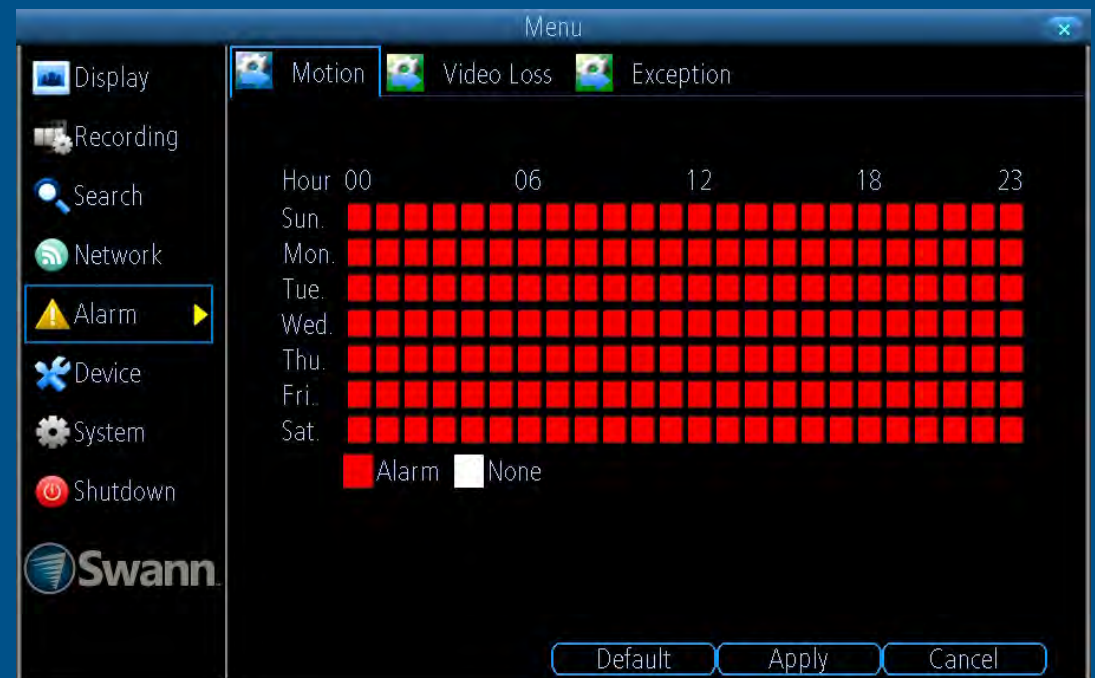 Menu
Display
Recording
Search
Network
Alarm
Device
System
Shutdown
Swann
Motion Video Loss Exception
Hour 00 06 12 18 23
Sun.
Mon.
Tue.
Wed.
Thu.
Fri..
Sat.
Alarm None
Default Apply Cancel